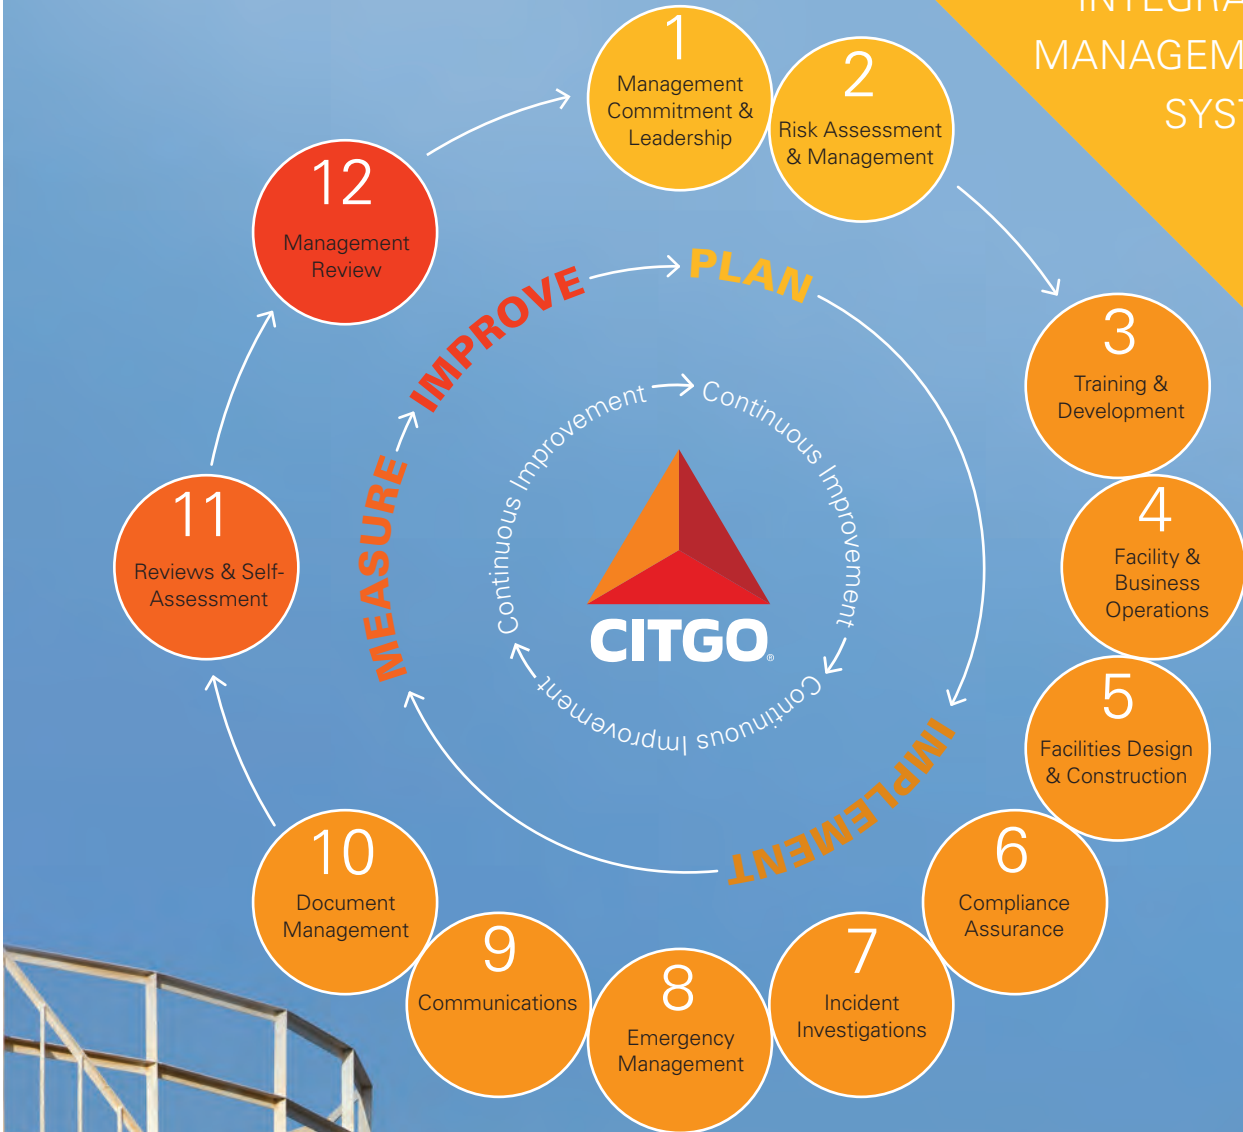 INTEGRA
MANAGEM
SYST
1
Management
Commitment &
Leadership
2
Risk Assessment
& Management
3
Training &
Development
4
Facility &
Business
Operations
5
Facilities Design
& Construction
6
Compliance
Assurance
7
Incident
Investigations
8
Emergency
Management
9
Communications
10
Document
Management
11
Reviews & Self-
Assessment
12
Management
Review
PLAN
IMPLEMENT
MEASURE
IMPROVE
Continuous Improvement
Continuous Improvement
Continuous Improvement
CITGO®